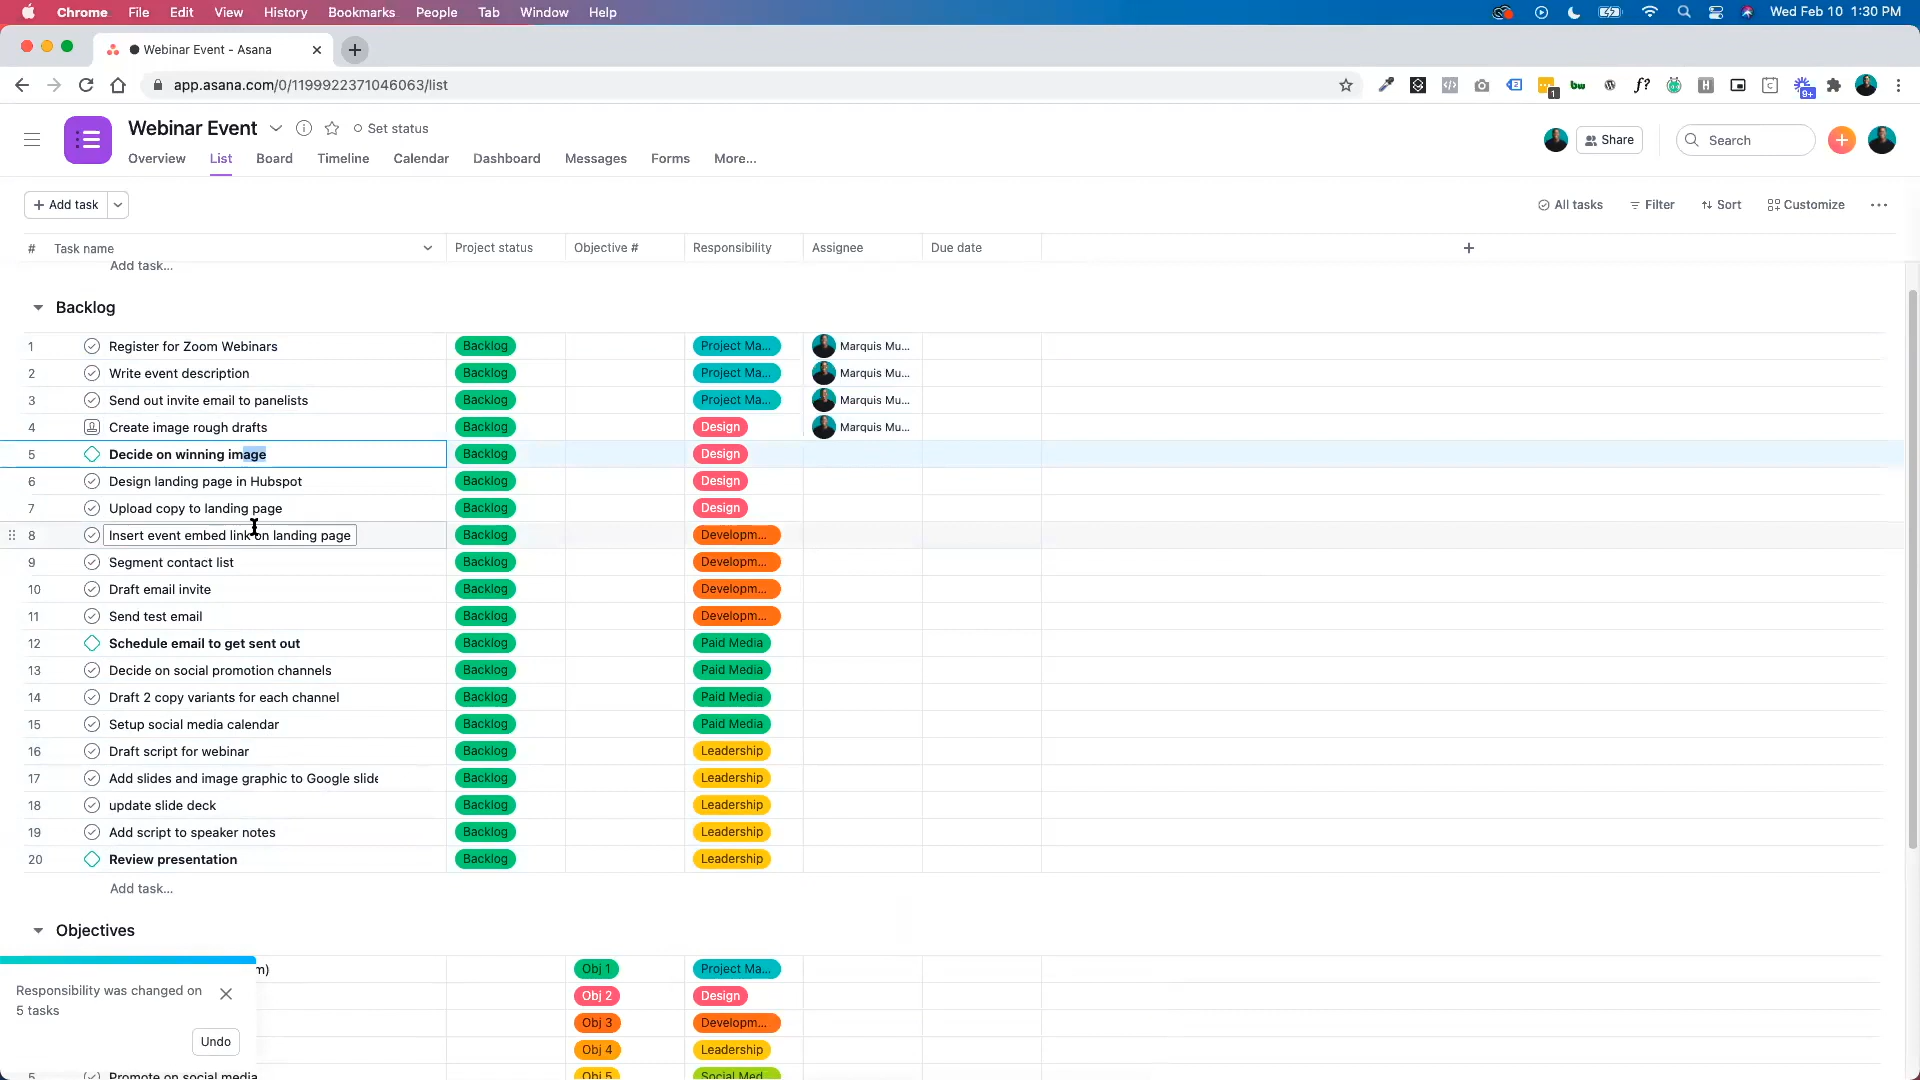 Chrome File Edit View History Bookmarks People Tab Window Help Wed Feb 10 1:30 PM
Webinar Event - Asana
app.asana.com/0/1199922371046063/list
Webinar Event Set status
Overview List Board Timeline Calendar Dashboard Messages Forms More...
Share Search
+ Add task All tasks Filter Sort Customize
# Task name Project status Objective # Responsibility Assignee Due date
Add task...
Backlog
1 Register for Zoom Webinars Backlog Project Ma... Marquis Mu...
2 Write event description Backlog Project Ma... Marquis Mu...
3 Send out invite email to panelists Backlog Project Ma... Marquis Mu...
4 Create image rough drafts Backlog Design Marquis Mu...
5 Decide on winning image Backlog Design
6 Design landing page in Hubspot Backlog Design
7 Upload copy to landing page Backlog Design
8 Insert event embed link on landing page Backlog Developm...
9 Segment contact list Backlog Developm...
10 Draft email invite Backlog Developm...
11 Send test email Backlog Developm...
12 Schedule email to get sent out Backlog Paid Media
13 Decide on social promotion channels Backlog Paid Media
14 Draft 2 copy variants for each channel Backlog Paid Media
15 Setup social media calendar Backlog Paid Media
16 Draft script for webinar Backlog Leadership
17 Add slides and image graphic to Google slide Backlog Leadership
18 update slide deck Backlog Leadership
19 Add script to speaker notes Backlog Leadership
20 Review presentation Backlog Leadership
Add task...
Objectives
m) Obj 1 Project Ma...
Obj 2 Design
Obj 3 Developm...
Obj 4 Leadership
5 Promote on social media Obj 5 Social Med...
Responsibility was changed on
5 tasks
Undo